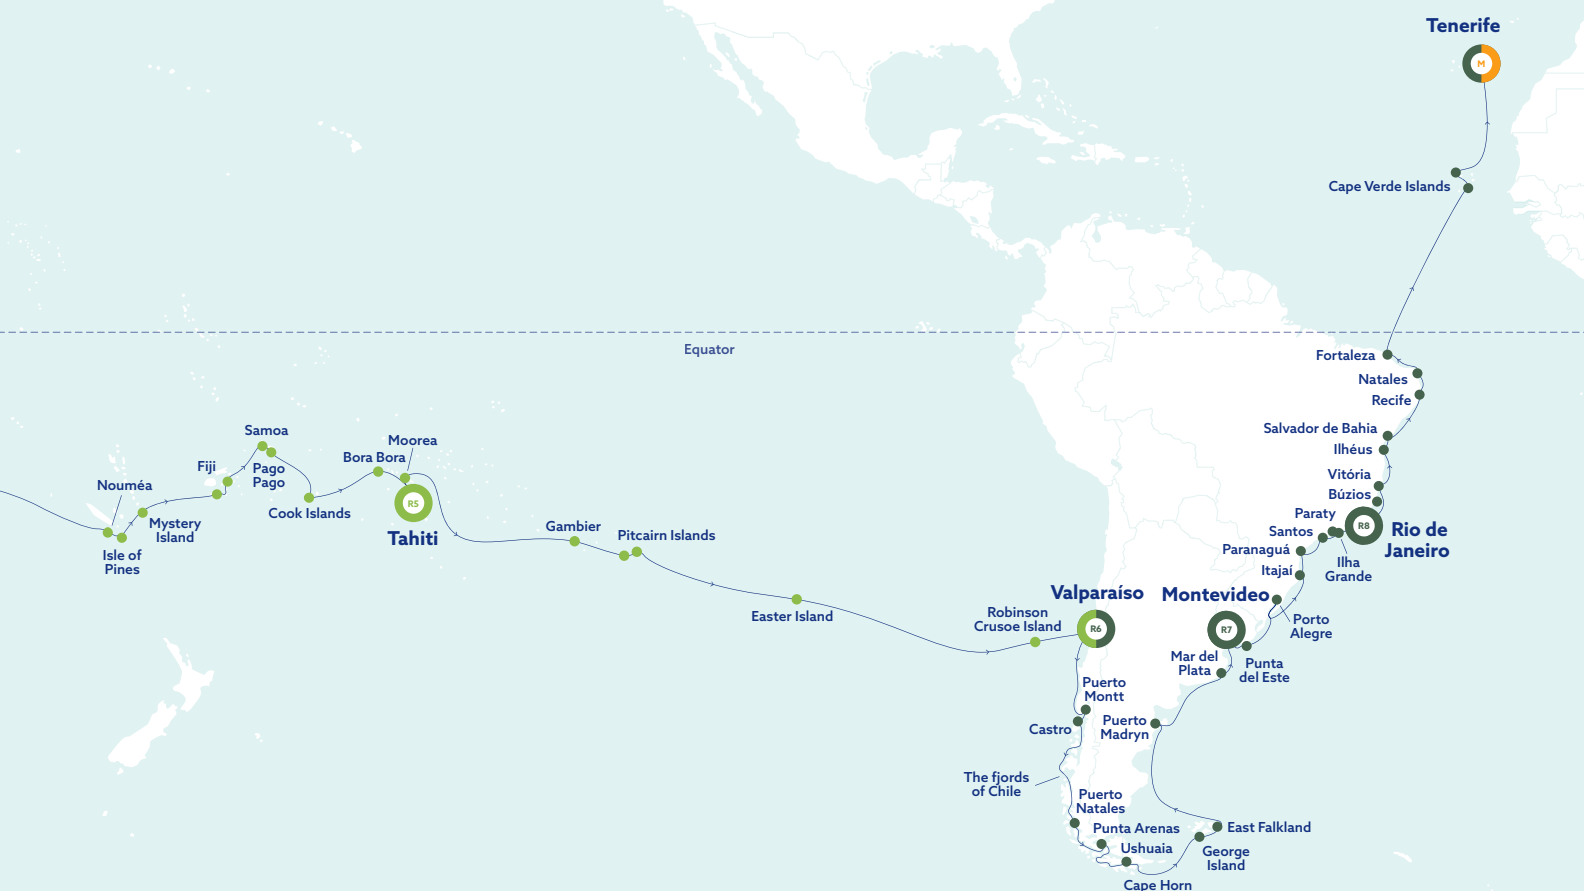 Tenerife
M
Cape Verde Islands
Equator
Fortaleza
Natales
Recife
Salvador de Bahia
Ilhéus
Vitória
Búzios
Paraty
R8
Rio de
Janeiro
Santos
Paranaguá
Ilha
Grande
Itajaí
Samoa
Moorea
Fiji
Pago
Pago
Bora Bora
Nouméa
Cook Islands
R5
Tahiti
Mystery
Island
Isle of
Pines
Gambier
Pitcairn Islands
Easter Island
Robinson
Crusoe Island
Valparaíso
R6
Montevideo
R7
Porto
Alegre
Mar del
Plata
Punta
del Este
Puerto
Montt
Castro
Puerto
Madryn
The fjords
of Chile
Puerto
Natales
Punta Arenas
Ushuaia
East Falkland
George
Island
Cape Horn